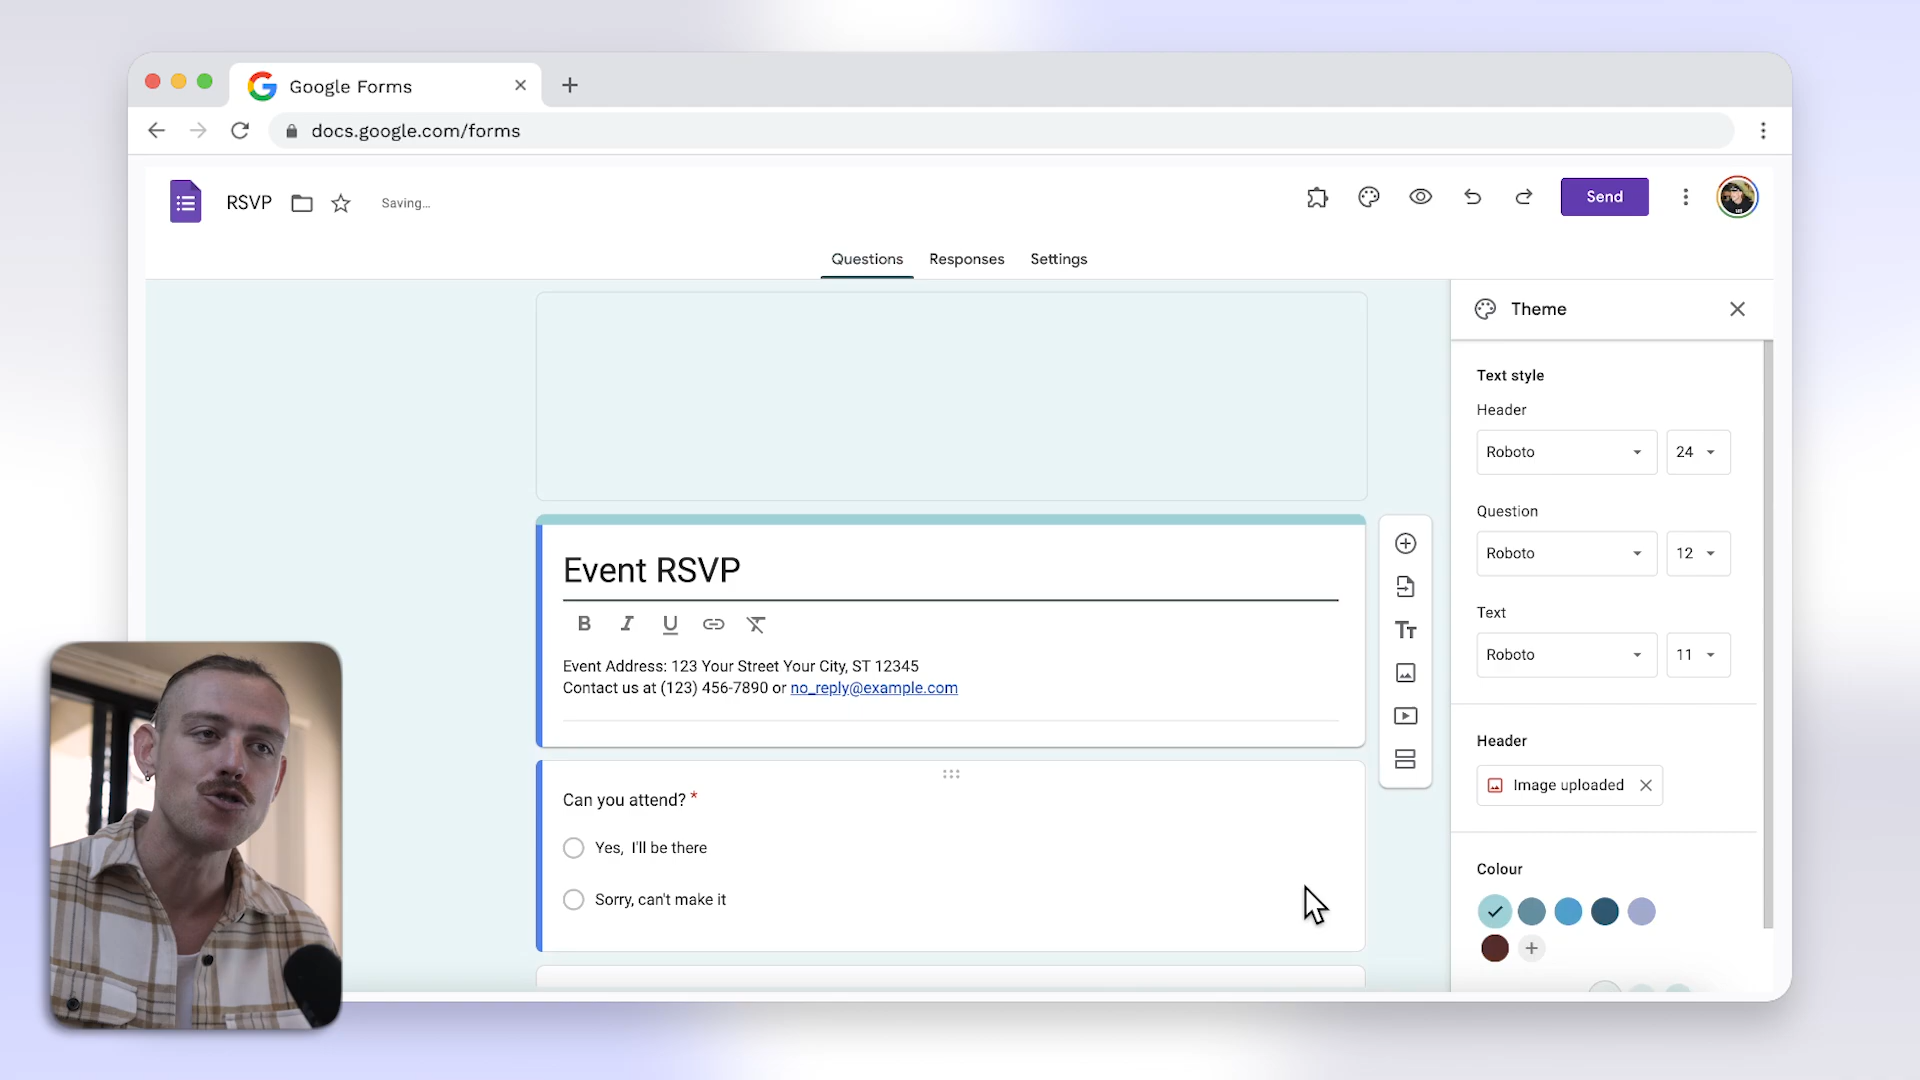 Google Forms
docs.google.com/forms
RSVP
Saving...
Send
Questions
Responses
Settings
Theme
Text style
Header
Roboto
24
Question
Roboto
12
Text
Roboto
11
Header
Image uploaded
Colour
Event RSVP
B I U
Event Address: 123 Your Street Your City, ST 12345
Contact us at (123) 456-7890 or no_reply@example.com
Tт
Can you attend? *
Yes, I'll be there
Sorry, can't make it